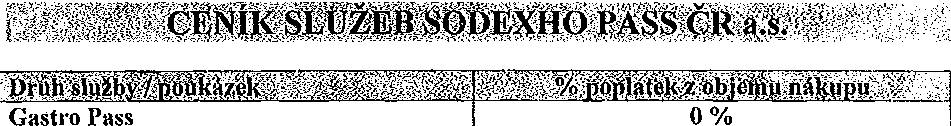 CENÍK SLUŽEB SODEXHO PASS ČR a.s.
Druh služby / poukázek % poplatek z objemu nákupu
Gastro Pass 0 %